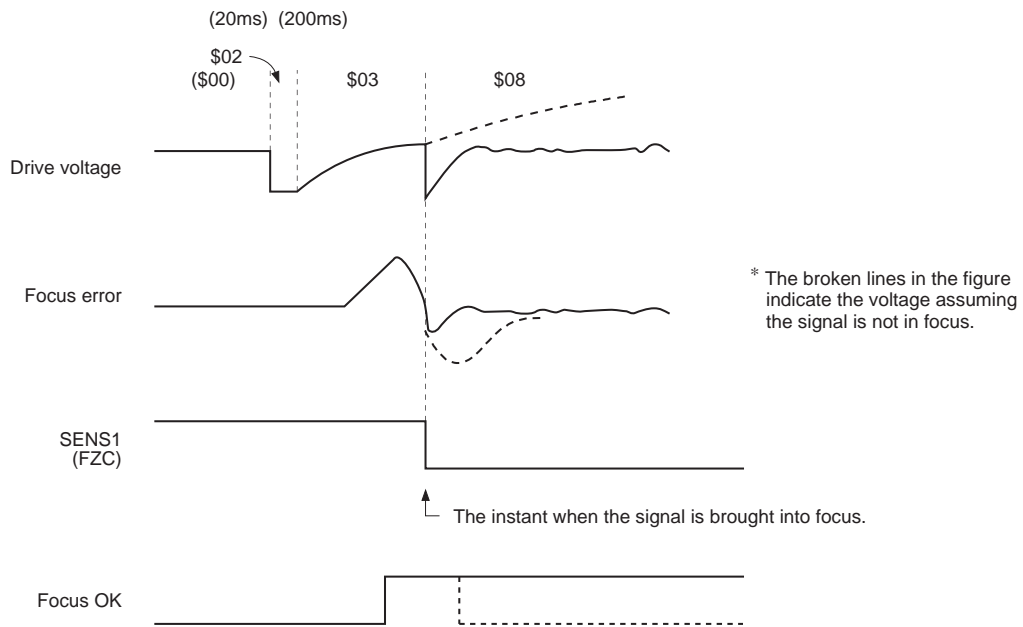 (20ms) (200ms)
$02
($00)
$03
$08
Drive voltage
Focus error
* The broken lines in the figure
indicate the voltage assuming
the signal is not in focus.
SENS1
(FZC)
The instant when the signal is brought into focus.
Focus OK